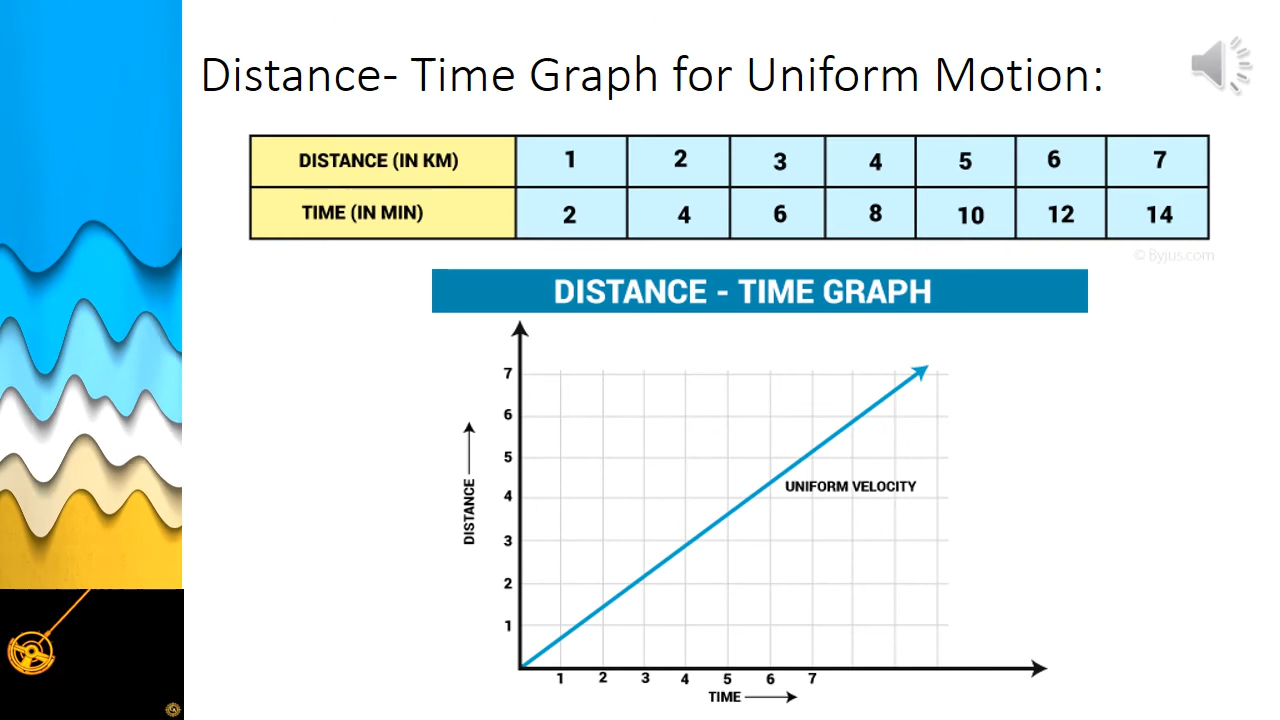 Distance- Time Graph for Uniform Motion:
DISTANCE (IN KM) 1 2 3 4 5 6 7
TIME (IN MIN) 2 4 6 8 10 12 14
© Byjus.com
DISTANCE - TIME GRAPH
7
6
5
4
3
2
1
DISTANCE
UNIFORM VELOCITY
1 2 3 4 5 6 7
TIME